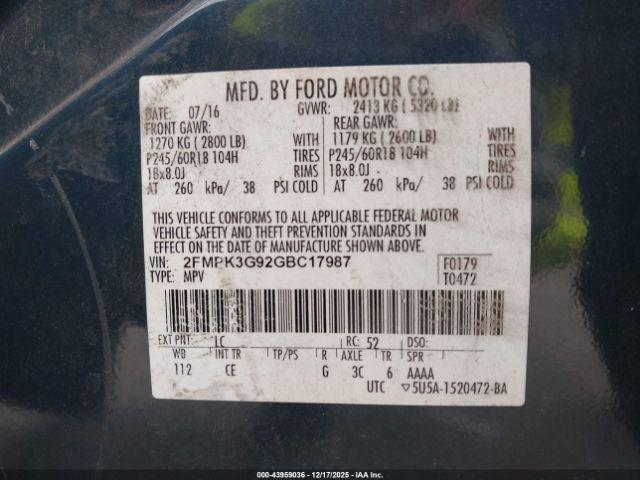 MFD. BY FORD MOTOR CO.
DATE: 07/16 GVWR: 2413 KG ( 5320 LB)
FRONT GAWR: REAR GAWR:
1270 KG ( 2800 LB) WITH 1179 KG ( 2600 LB) WITH
P245/60R18 104H TIRES P245/60R18 104H TIRES
18x8.0J RIMS 18x8.0J RIMS
AT 260 kPa/ 38 PSI COLD AT 260 kPa/ 38 PSI COLD
THIS VEHICLE CONFORMS TO ALL APPLICABLE FEDERAL MOTOR
VEHICLE SAFETY AND THEFT PREVENTION STANDARDS IN
EFFECT ON THE DATE OF MANUFACTURE SHOWN ABOVE.
VIN: 2FMPK3G92GBC17987 F0179
TYPE: MPV T0472
EXT PNT: LC RC: 52 DSO:
WB INT TR TP/PS R AXLE TR SPR
112 CE G 3C 6 AAAA
UTC ▽5U5A-1520472-BA
000-43959036 - 12/17/2025 - IAA Inc.